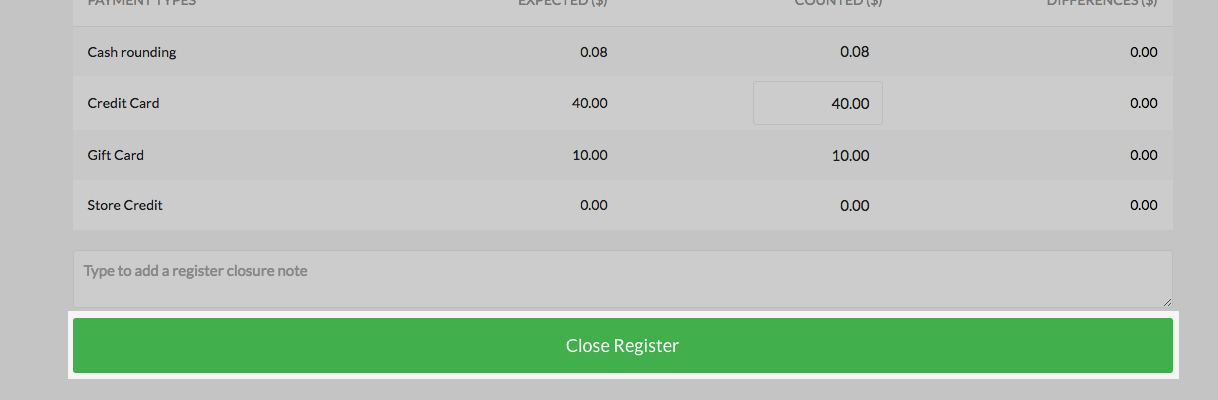 PAYMENT TYPES EXPECTED ($) COUNTED ($) DIFFERENCES ($)
Cash rounding 0.08 0.08 0.00
Credit Card 40.00 40.00 0.00
Gift Card 10.00 10.00 0.00
Store Credit 0.00 0.00 0.00
Type to add a register closure note
Close Register